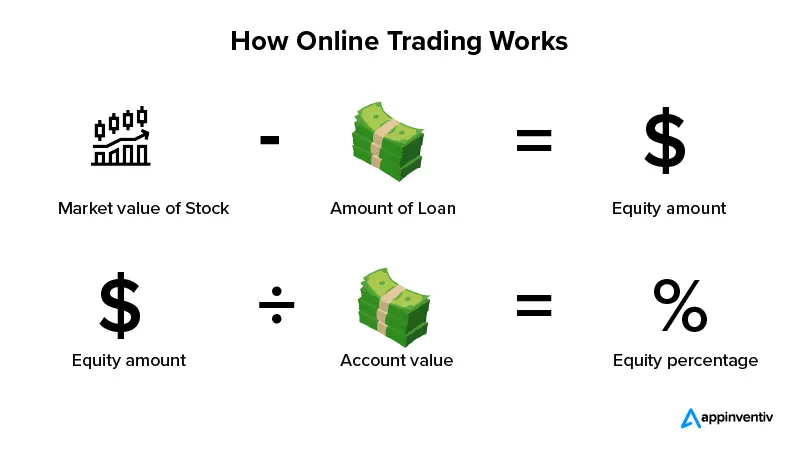 How Online Trading Works
- =
$
Market value of Stock Amount of Loan Equity amount
$ ÷ = %
Equity amount Account value Equity percentage
appinventiv